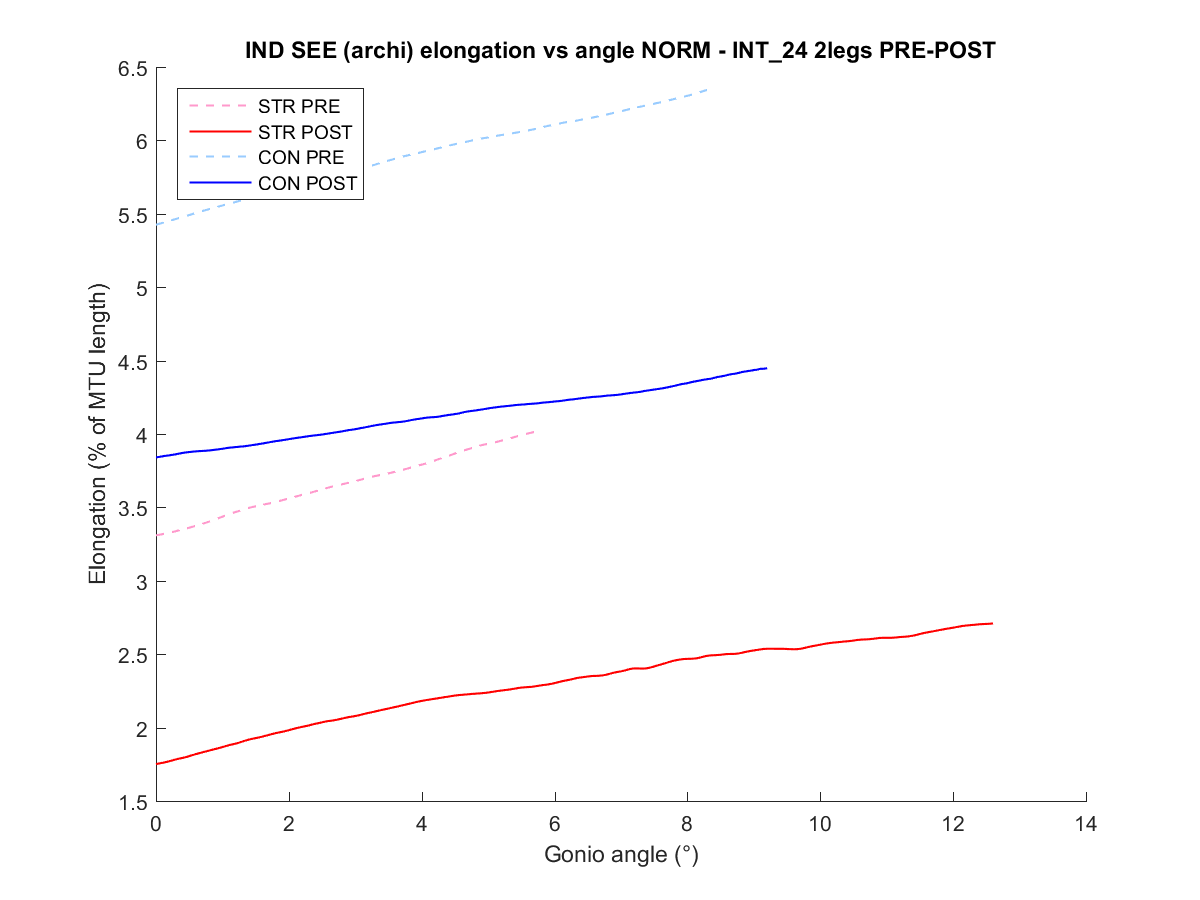 IND SEE (archi) elongation vs angle NORM - INT_24 2legs PRE-POST
STR PRE
STR POST
CON PRE
CON POST
Elongation (% of MTU length)
6.5
6
5.5
5
4.5
4
3.5
3
2.5
2
1.5
0 2 4 6 8 10 12 14
Gonio angle (°)